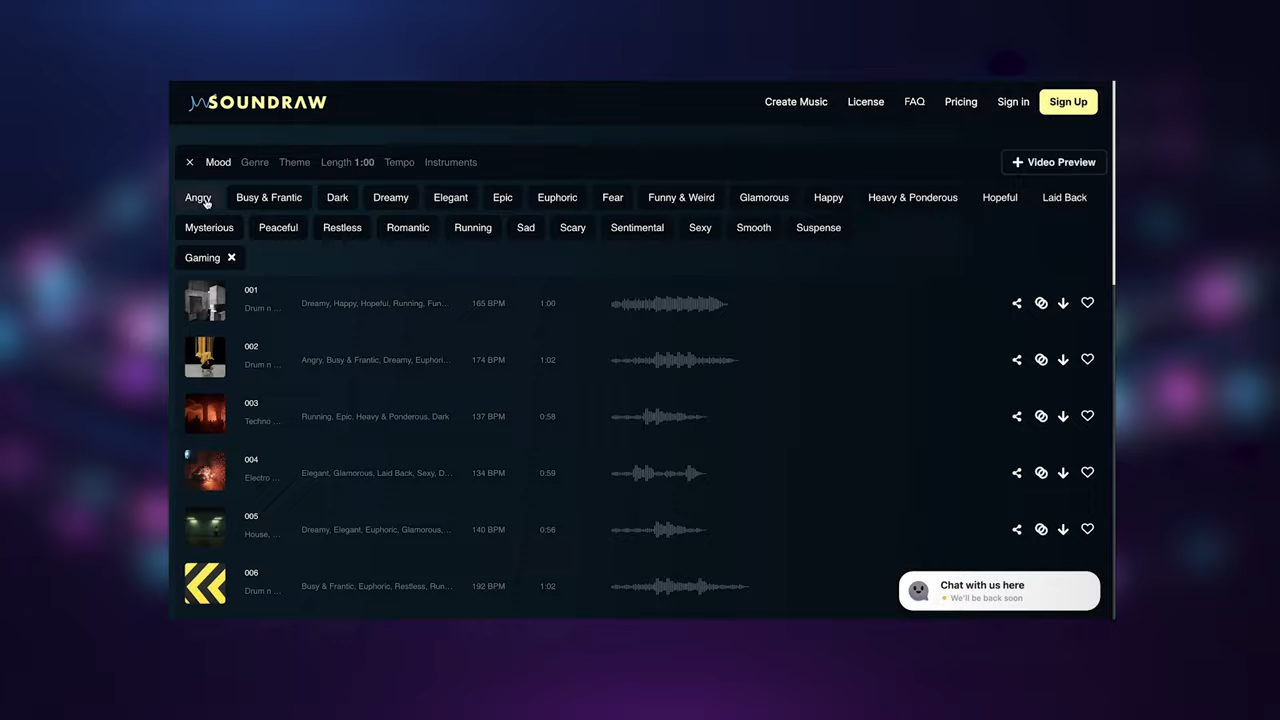 SOUNDRAW
Create Music License FAQ Pricing Sign in Sign Up
Mood Genre Theme Length 1:00 Tempo Instruments Video Preview
Angry Busy & Frantic Dark Dreamy Elegant Epic Euphoric Fear Funny & Weird Glamorous Happy Heavy & Ponderous Hopeful Laid Back
Mysterious Peaceful Restless Romantic Running Sad Scary Sentimental Sexy Smooth Suspense
Gaming
001
Drum n ... Dreamy, Happy, Hopeful, Running, Fun... 165 BPM 1:00
002
Drum n ... Angry, Busy & Frantic, Dreamy, Euphori... 174 BPM 1:02
003
Techno ... Running, Epic, Heavy & Ponderous, Dark 137 BPM 0:58
004
Electro ... Elegant, Glamorous, Laid Back, Sexy, D... 134 BPM 0:59
005
House, ... Dreamy, Elegant, Euphoric, Glamorous,... 140 BPM 0:56
006
Drum n ... Busy & Frantic, Euphoric, Restless, Run... 192 BPM 1:02
Chat with us here
We'll be back soon